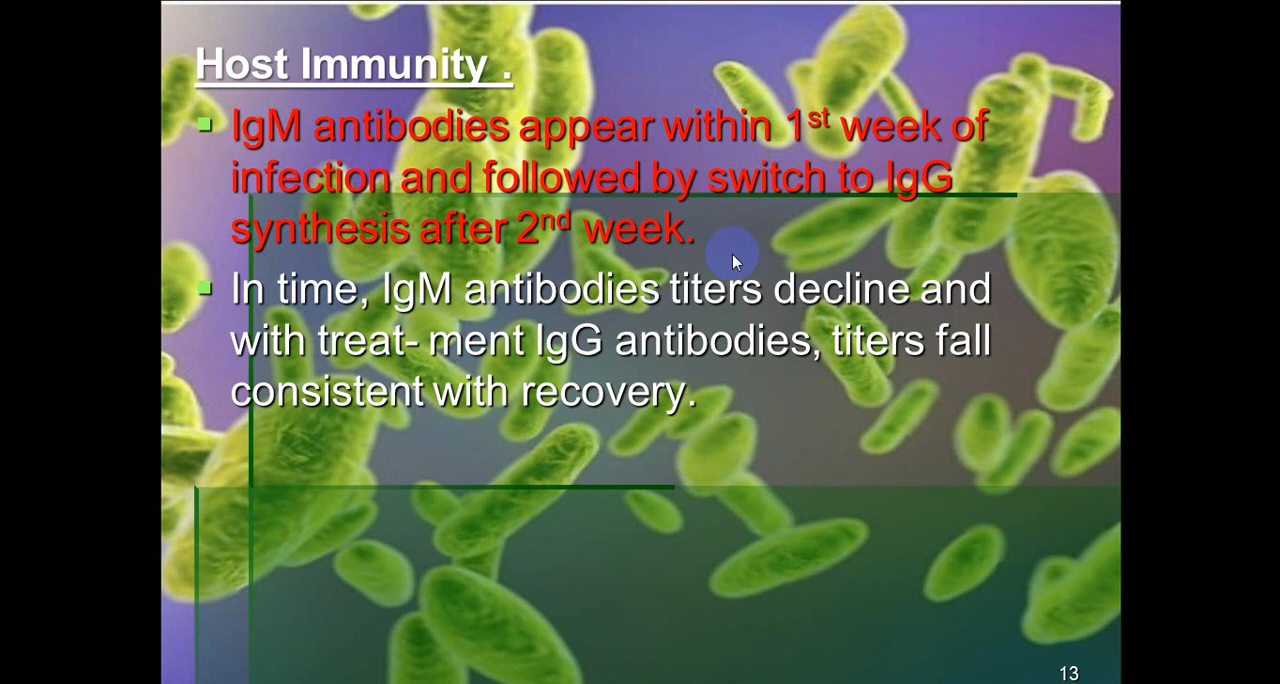 Host Immunity .
IgM antibodies appear within 1st week of
infection and followed by switch to IgG
synthesis after 2nd week.
In time, IgM antibodies titers decline and
with treat- ment IgG antibodies, titers fall
consistent with recovery.
13